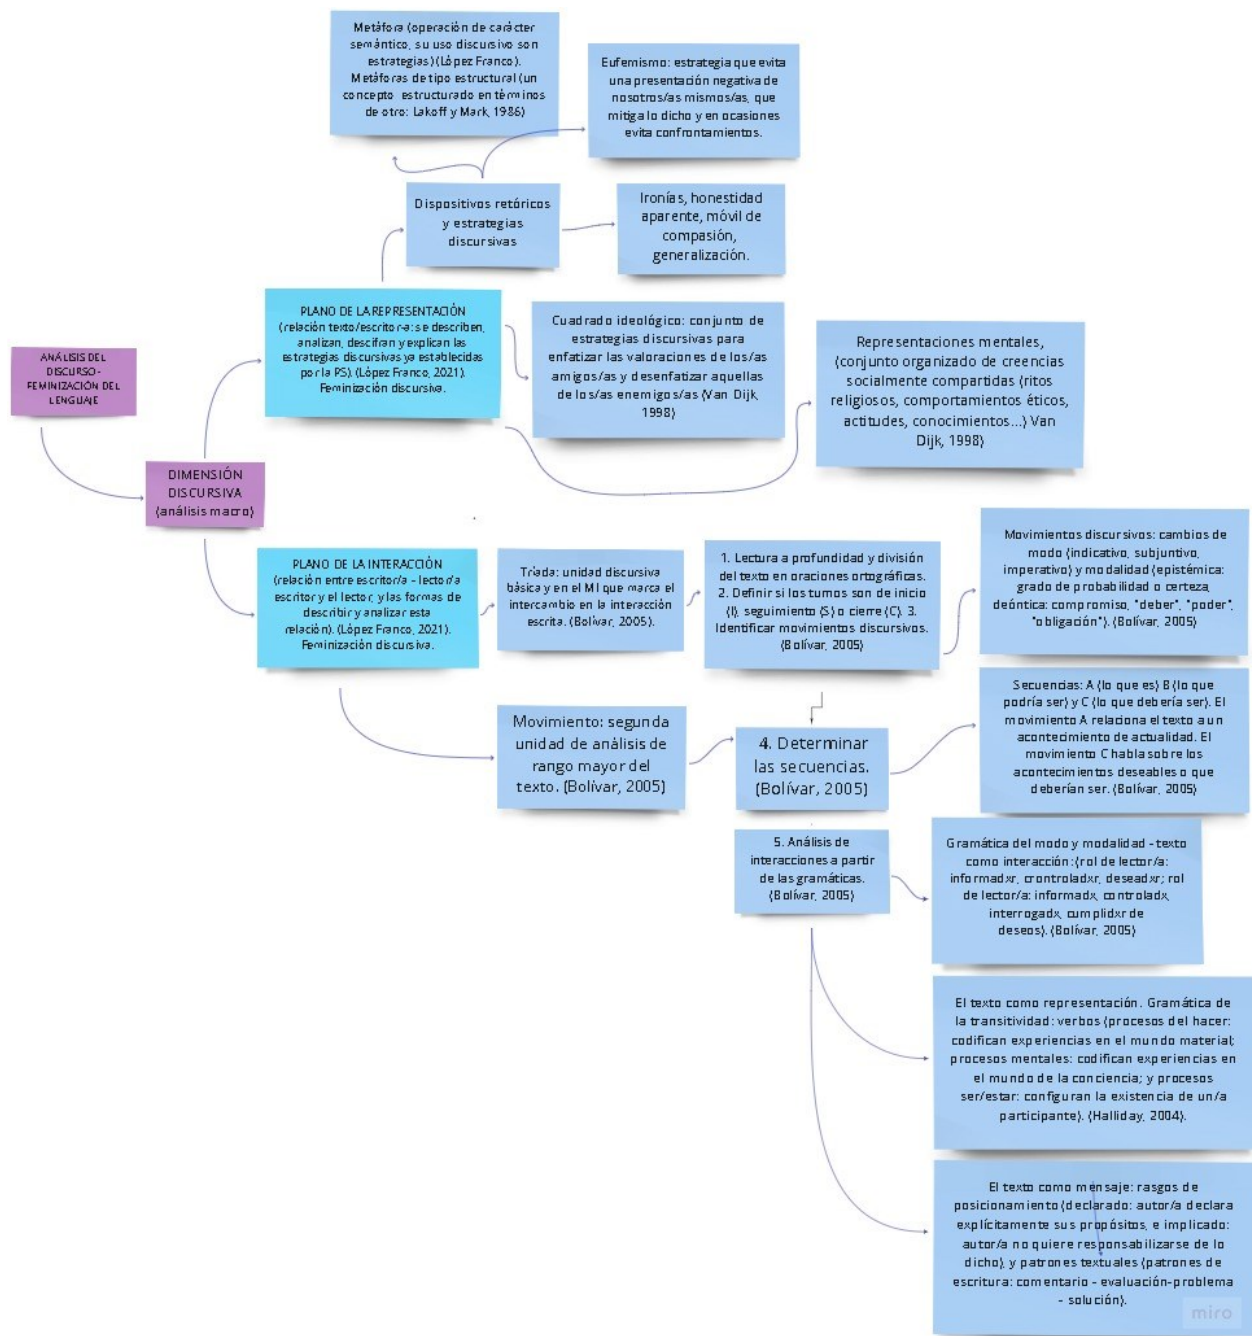 Metáfora (operación de carácter
semántico, su uso discursivo son
estrategias) (López Franco).
Metáforas de tipo estructural (un
concepto estructurado en términos
de otro: Lakoff y Mark, 1986)
Eufemismo: estrategia que evita
una presentación negativa de
nosotros/as mismos/as, que
mitiga lo dicho y en ocasiones
evita confrontamientos.
Dispositivos retóricos
y estrategias
discursivas
Ironías, honestidad
aparente, móvil de
compasión,
generalización.
PLANO DE LA REPRESENTACIÓN
(relación texto/escritor-a: se describen,
analizan, descifran y explican las
estrategias discursivas ya establecidas
por la PS). (López Franco, 2021).
Feminización discursiva.
Cuadrado ideológico: conjunto de
estrategias discursivas para
enfatizar las valoraciones de los/as
amigos/as y desenfatizar aquellas
de los/as enemigos/as (Van Dijk,
1998)
Representaciones mentales,
(conjunto organizado de creencias
socialmente compartidas (ritos
religiosos, comportamientos éticos,
actitudes, conocimientos...) Van
Dijk, 1998)
ANÁLISIS DEL
DISCURSO-
FEMINIZACIÓN DEL
LENGUAJE
DIMENSIÓN
DISCURSIVA
(análisis macro)
PLANO DE LA INTERACCIÓN
(relación entre escritor/a - lector/a
escritor y el lector, y las formas de
describir y analizar esta
relación). (López Franco, 2021).
Feminización discursiva.
Tríada: unidad discursiva
básica y en el MI que marca el
intercambio en la interacción
escrita. (Bolívar, 2005).
1. Lectura a profundidad y división
del texto en oraciones ortográficas.
2. Definir si los turnos son de inicio
(I), seguimiento (S) o cierre (C). 3.
Identificar movimientos discursivos.
(Bolívar, 2005)
Movimientos discursivos: cambios de
modo (indicativo, subjuntivo,
imperativo) y modalidad (epistémica:
grado de probabilidad o certeza,
deóntica: compromiso, "deber", "poder",
"obligación"). (Bolívar, 2005)
Movimiento: segunda
unidad de análisis de
rango mayor del
texto. (Bolívar, 2005)
4. Determinar
las secuencias.
(Bolívar, 2005)
Secuencias: A (lo que es) B (lo que
podría ser) y C (lo que debería ser). El
movimiento A relaciona el texto a un
acontecimiento de actualidad. El
movimiento C habla sobre los
acontecimientos deseables o que
deberían ser. (Bolívar, 2005)
5. Análisis de
interacciones a partir
de las gramáticas.
(Bolívar, 2005)
Gramática del modo y modalidad - texto
como interacción: (rol de lector/a:
informadxr, crontroladxr, deseadxr; rol
de lector/a: informadx, controladx,
interrogadx, cumplidxr de
deseos). (Bolívar, 2005)
El texto como representación. Gramática de
la transitividad: verbos (procesos del hacer:
codifican experiencias en el mundo material;
procesos mentales: codifican experiencias en
el mundo de la conciencia; y procesos
ser/estar: configuran la existencia de un/a
participante). (Halliday, 2004).
El texto como mensaje: rasgos de
posicionamiento (declarado: autor/a declara
explícitamente sus propósitos, e implicado:
autor/a no quiere responsabilizarse de lo
dicho), y patrones textuales (patrones de
escritura: comentario - evaluación-problema
- solución).
miro